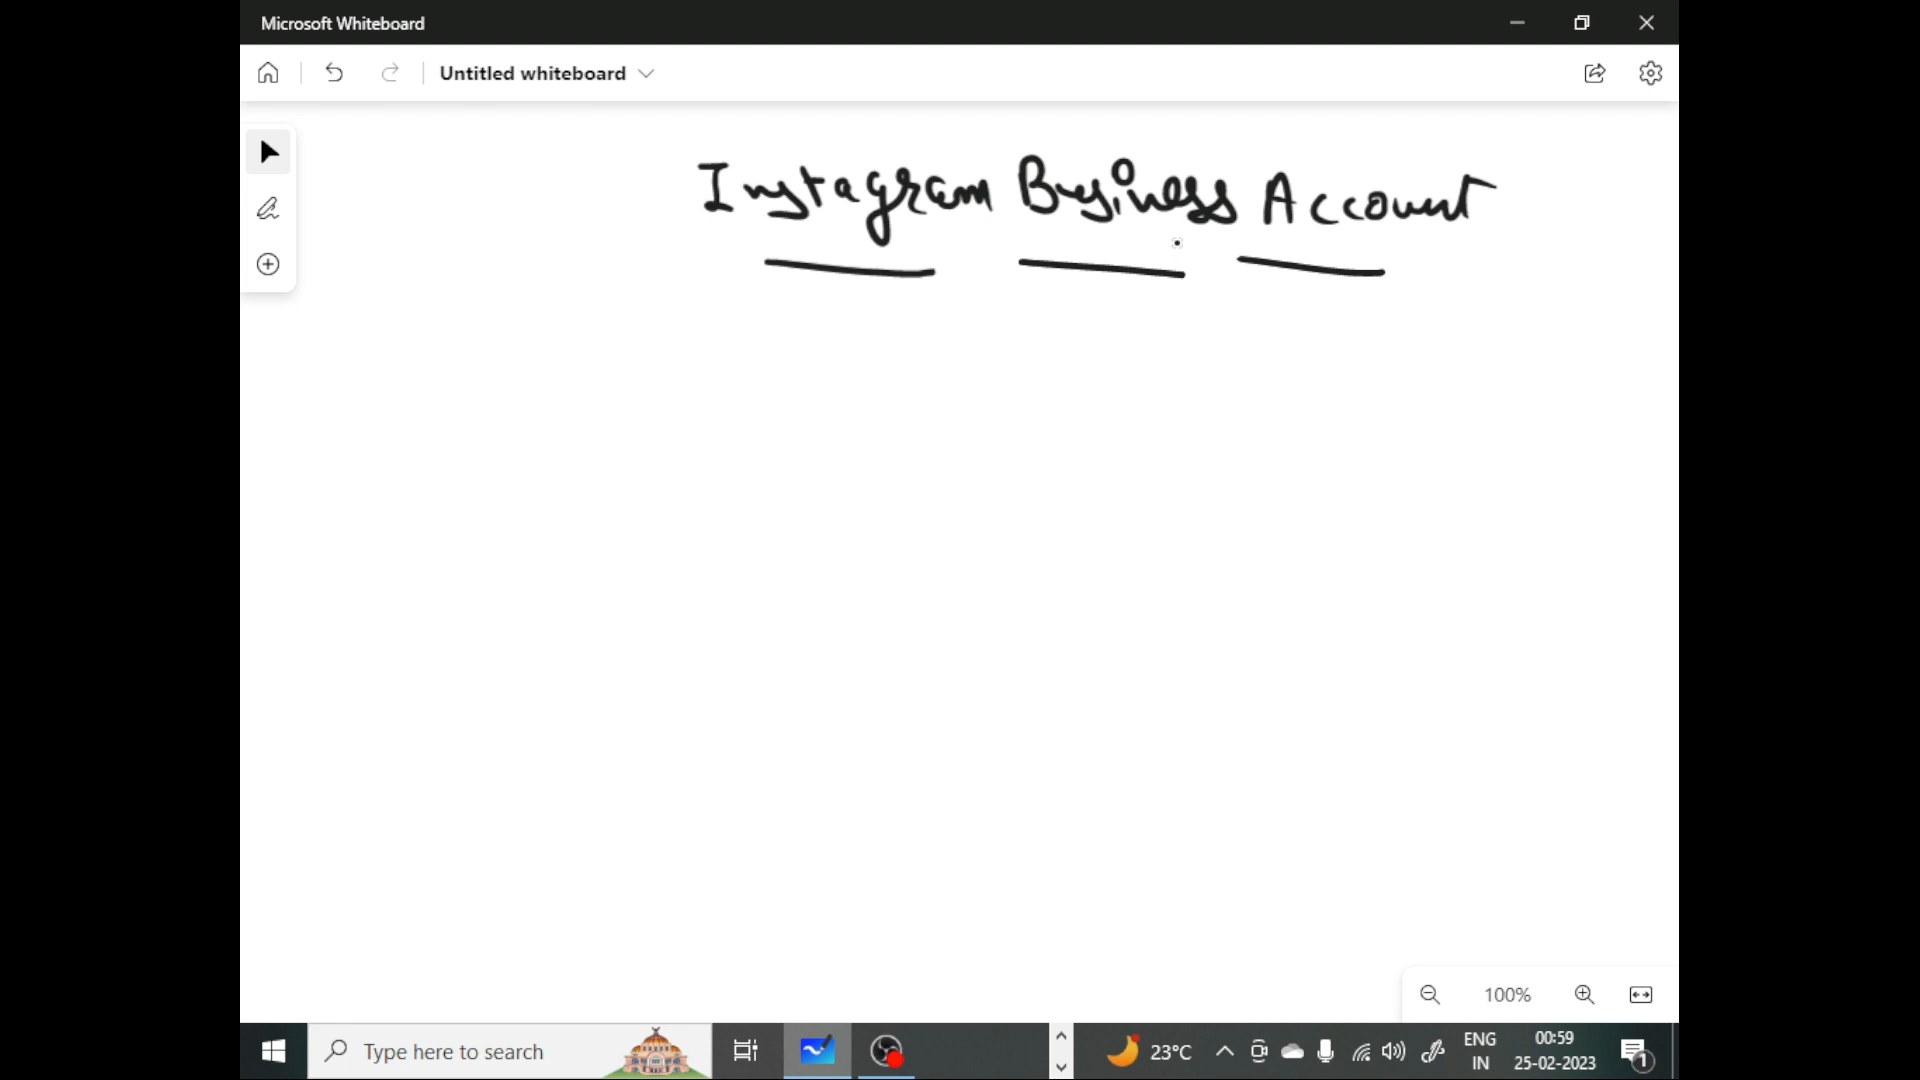 Microsoft Whiteboard
Untitled whiteboard
Instagram Business Account
100%
Type here to search
23°C
ENG
IN
00:59
25-02-2023
1